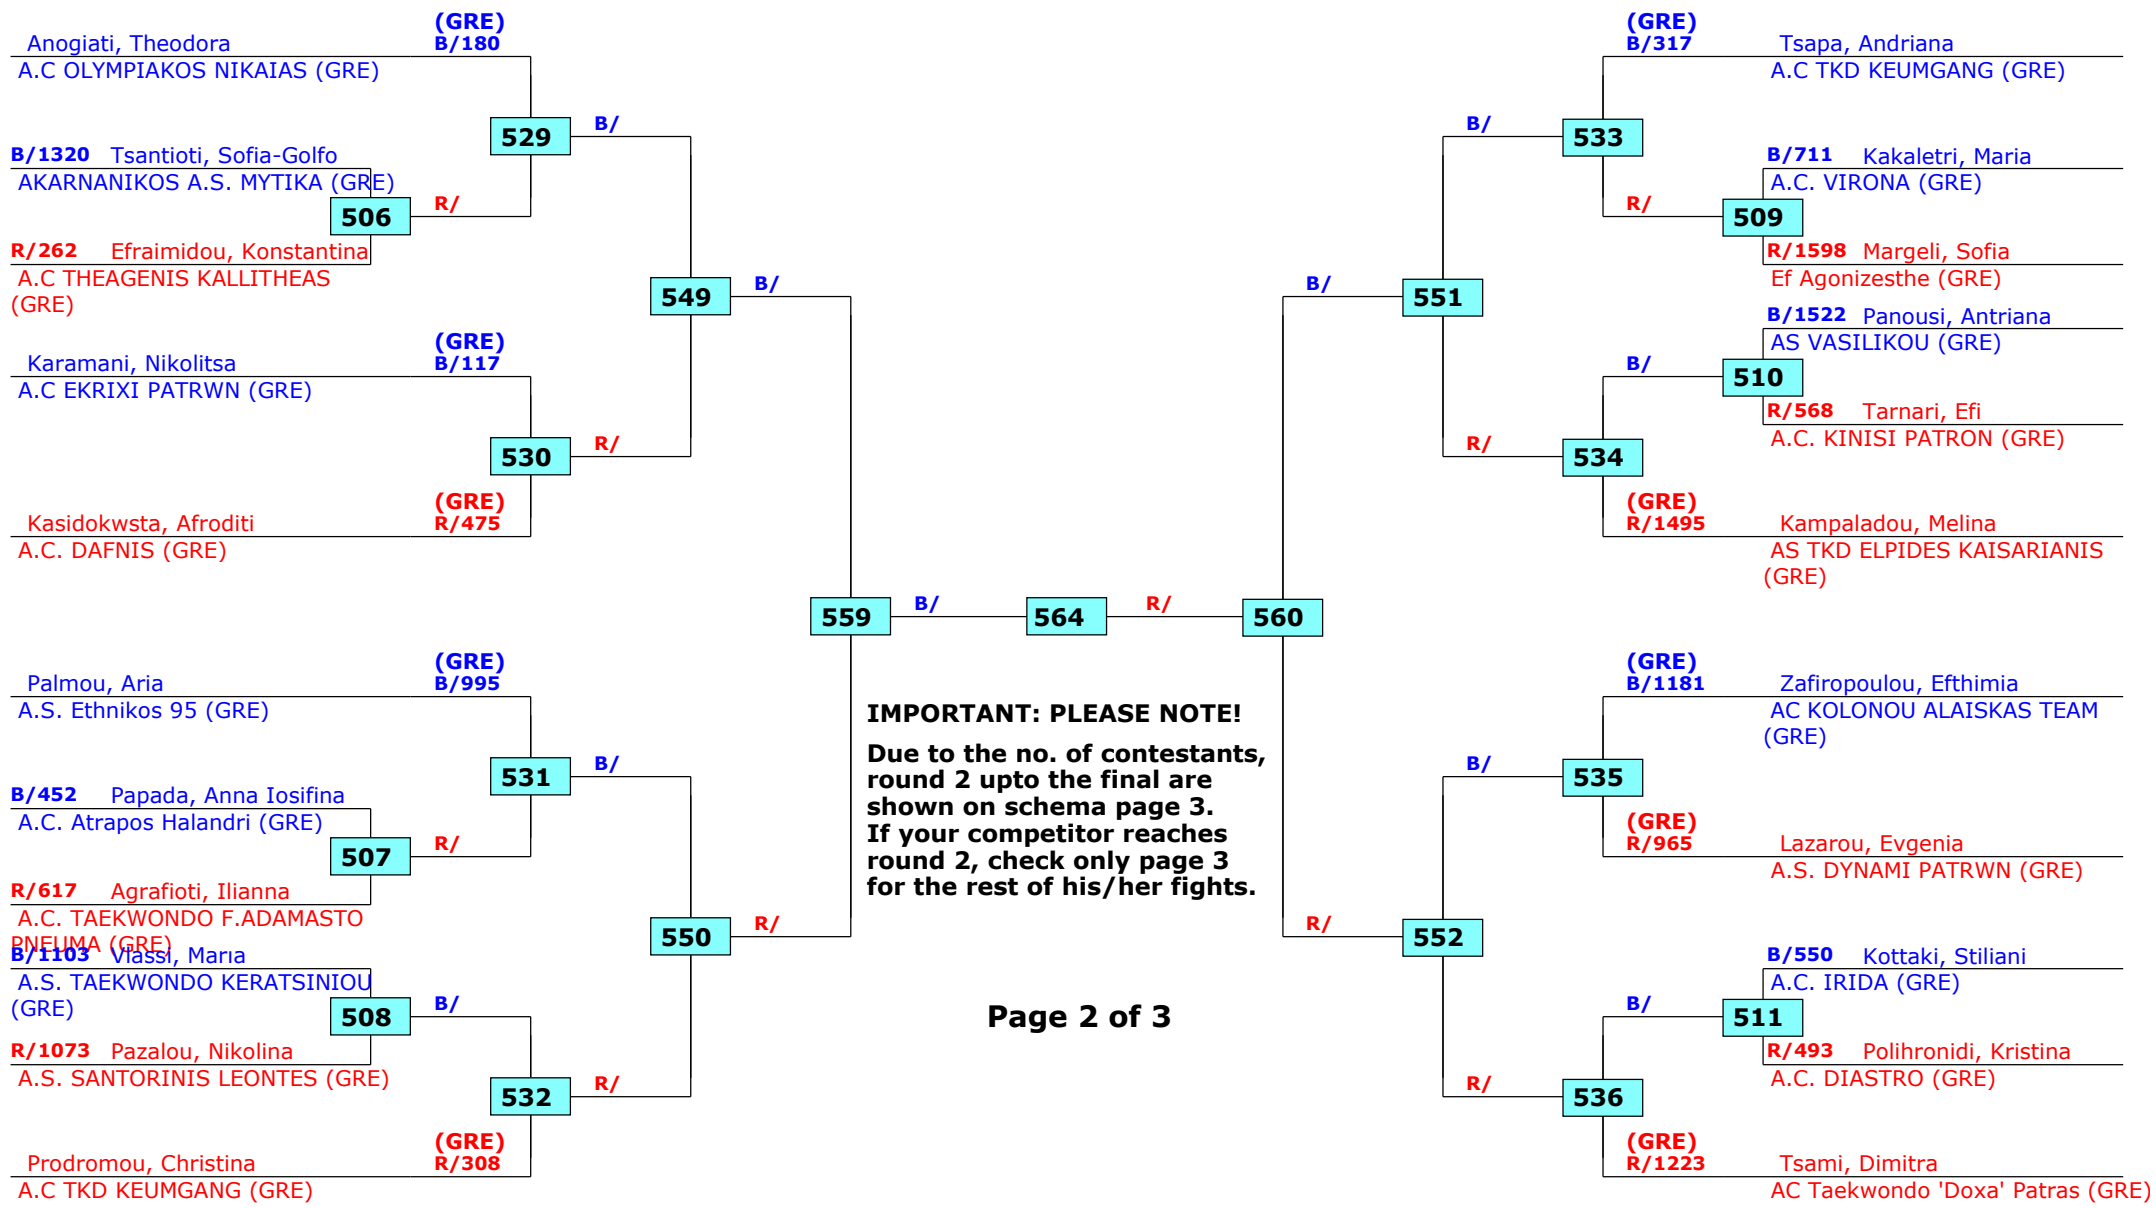 (GRE)
Anogiati, Theodora B/180
A.C OLYMPIAKOS NIKAIAS (GRE)
529
B/
B/1320 Tsantioti, Sofia-Golfo
AKARNANIKOS A.S. MYTIKA (GRE)
506
R/
R/262 Efraimidou, Konstantina
A.C THEAGENIS KALLITHEAS
(GRE)
549
B/
(GRE)
Karamani, Nikolitsa B/117
A.C EKRIXI PATRWN (GRE)
530
R/
(GRE)
Kasidokwsta, Afroditi R/475
A.C. DAFNIS (GRE)
559
B/
564
R/
560
(GRE)
Palmou, Aria B/995
A.S. Ethnikos 95 (GRE)
531
B/
B/452 Papada, Anna Iosifina
A.C. Atrapos Halandri (GRE)
507
R/
R/617 Agrafioti, Ilianna
A.C. TAEKWONDO F.ADAMASTO
PNEUMA (GRE)
550
R/
B/1103 Vlassi, Maria
A.S. TAEKWONDO KERATSINIOU
(GRE)
508
B/
R/1073 Pazalou, Nikolina
A.S. SANTORINIS LEONTES (GRE)
532
R/
(GRE)
Prodromou, Christina R/308
A.C TKD KEUMGANG (GRE)
IMPORTANT: PLEASE NOTE!
Due to the no. of contestants,
round 2 upto the final are
shown on schema page 3.
If your competitor reaches
round 2, check only page 3
for the rest of his/her fights.
Page 2 of 3
(GRE)
B/317 Tsapa, Andriana
A.C TKD KEUMGANG (GRE)
B/
533
B/711 Kakaletri, Maria
A.C. VIRONA (GRE)
R/
509
R/1598 Margeli, Sofia
Ef Agonizesthe (GRE)
B/
551
B/1522 Panousi, Antriana
AS VASILIKOU (GRE)
B/
510
R/568 Tarnari, Efi
A.C. KINISI PATRON (GRE)
R/
534
(GRE)
R/1495 Kampaladou, Melina
AS TKD ELPIDES KAISARIANIS
(GRE)
(GRE)
B/1181 Zafiropoulou, Efthimia
AC KOLONOU ALAISKAS TEAM
(GRE)
B/
535
(GRE)
R/965 Lazarou, Evgenia
A.S. DYNAMI PATRWN (GRE)
R/
552
B/550 Kottaki, Stiliani
A.C. IRIDA (GRE)
B/
511
R/493 Polihronidi, Kristina
A.C. DIASTRO (GRE)
R/
536
(GRE)
R/1223 Tsami, Dimitra
AC Taekwondo 'Doxa' Patras (GRE)